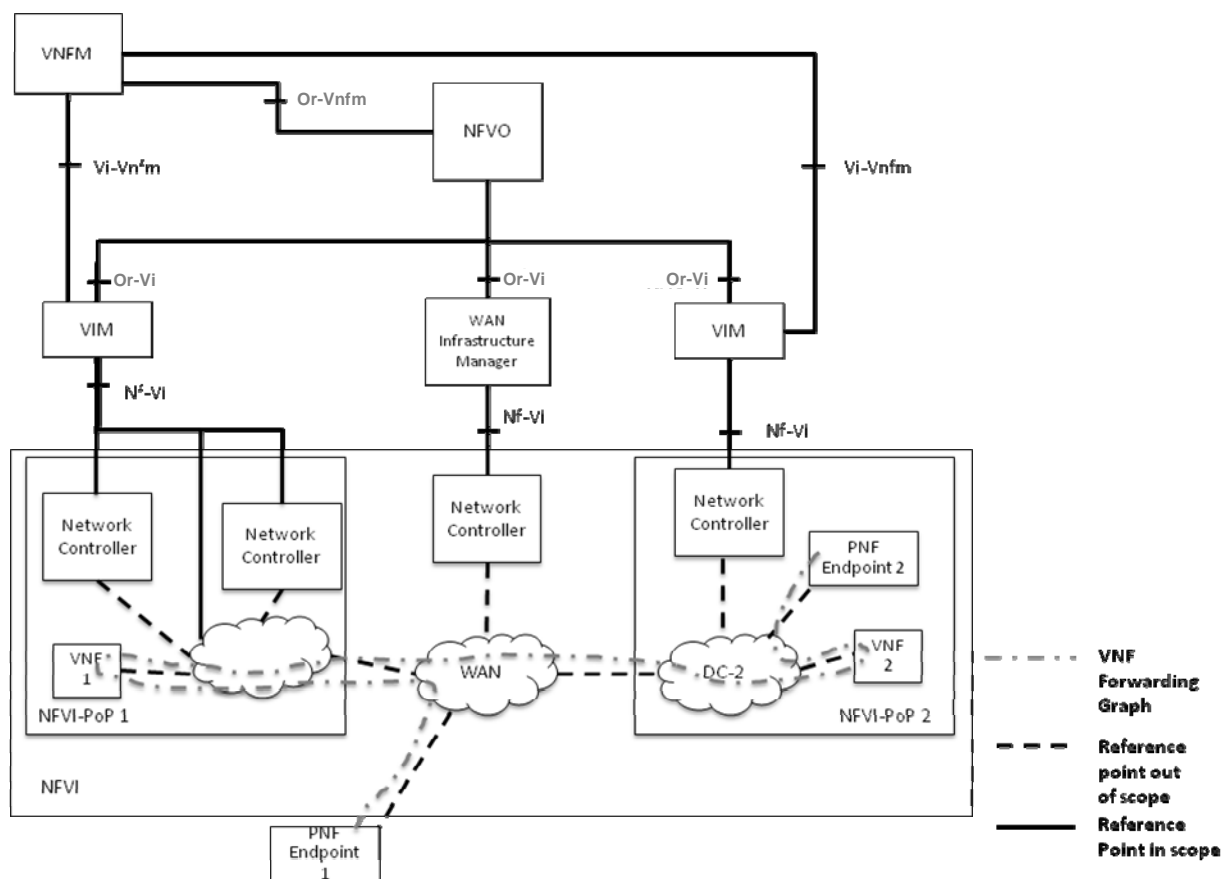 VNFM
Or-Vnfm
NFVO
Vi-Vnfm
Vi-Vnfm
Or-Vi
Or-Vi
Or-Vi
VIM
WAN
Infrastructure
Manager
VIM
Nf-Vi
Nf-Vi
Nf-Vi
Network
Controller
Network
Controller
Network
Controller
Network
Controller
PNF
Endpoint 2
VNF
1
WAN
DC-2
VNF
2
NFVI-PoP 1
NFVI-PoP 2
NFVI
PNF
Endpoint
1
VNF
Forwarding
Graph
Reference
point out
of scope
Reference
Point in scope